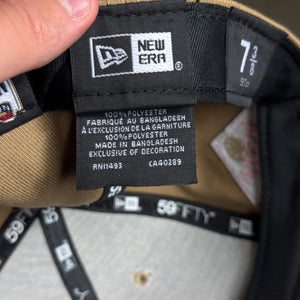 NEW ERA
®
7 3/8
100% POLYESTER
FABRIQUÉ AU BANGLADESH
À L'EXCLUSION DE LA GARNITURE
100% POLYESTER
MADE IN BANGLADESH
EXCLUSIVE OF DECORATION
RN11493 CA40289
59FIFTY
59FIFTY